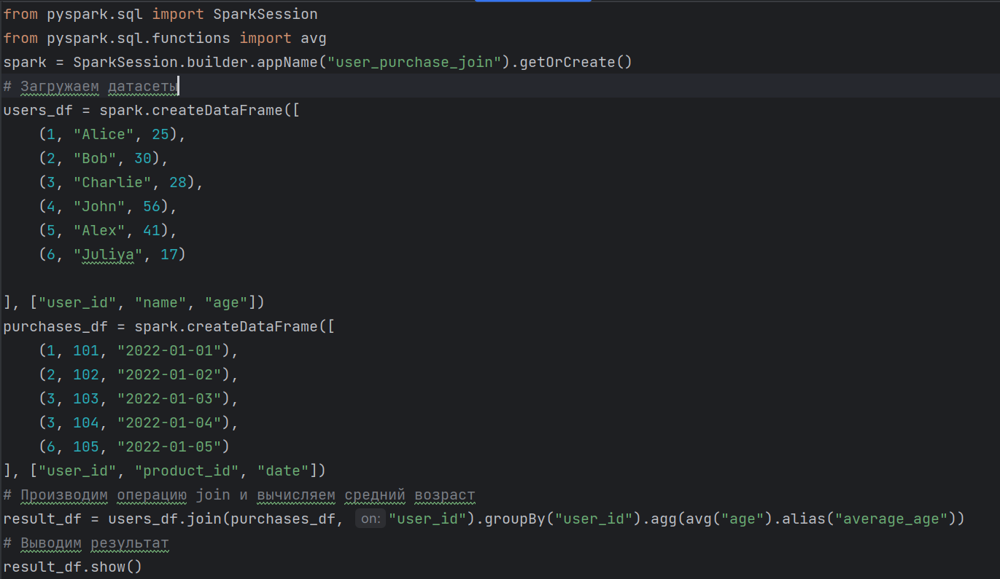 from pyspark.sql import SparkSession
from pyspark.sql.functions import avg
spark = SparkSession.builder.appName("user_purchase_join").getOrCreate()
# Загружаем датасеты
users_df = spark.createDataFrame([
    (1, "Alice", 25),
    (2, "Bob", 30),
    (3, "Charlie", 28),
    (4, "John", 56),
    (5, "Alex", 41),
    (6, "Juliya", 17)
], ["user_id", "name", "age"])
purchases_df = spark.createDataFrame([
    (1, 101, "2022-01-01"),
    (2, 102, "2022-01-02"),
    (3, 103, "2022-01-03"),
    (3, 104, "2022-01-04"),
    (6, 105, "2022-01-05")
], ["user_id", "product_id", "date"])
# Производим операцию join и вычисляем средний возраст
result_df = users_df.join(purchases_df, on: "user_id").groupBy("user_id").agg(avg("age").alias("average_age"))
# Выводим результат
result_df.show()